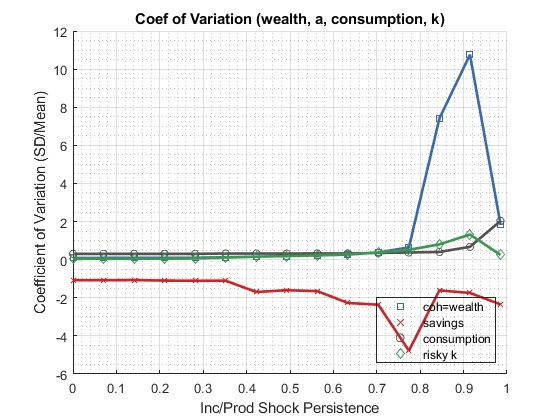 Coef of Variation (wealth, a, consumption, k)
12
10
8
6
4
2
0
-2
-4
-6
Coefficient of Variation (SD/Mean)
coh=wealth
savings
consumption
risky k
0 0.1 0.2 0.3 0.4 0.5 0.6 0.7 0.8 0.9 1
Inc/Prod Shock Persistence